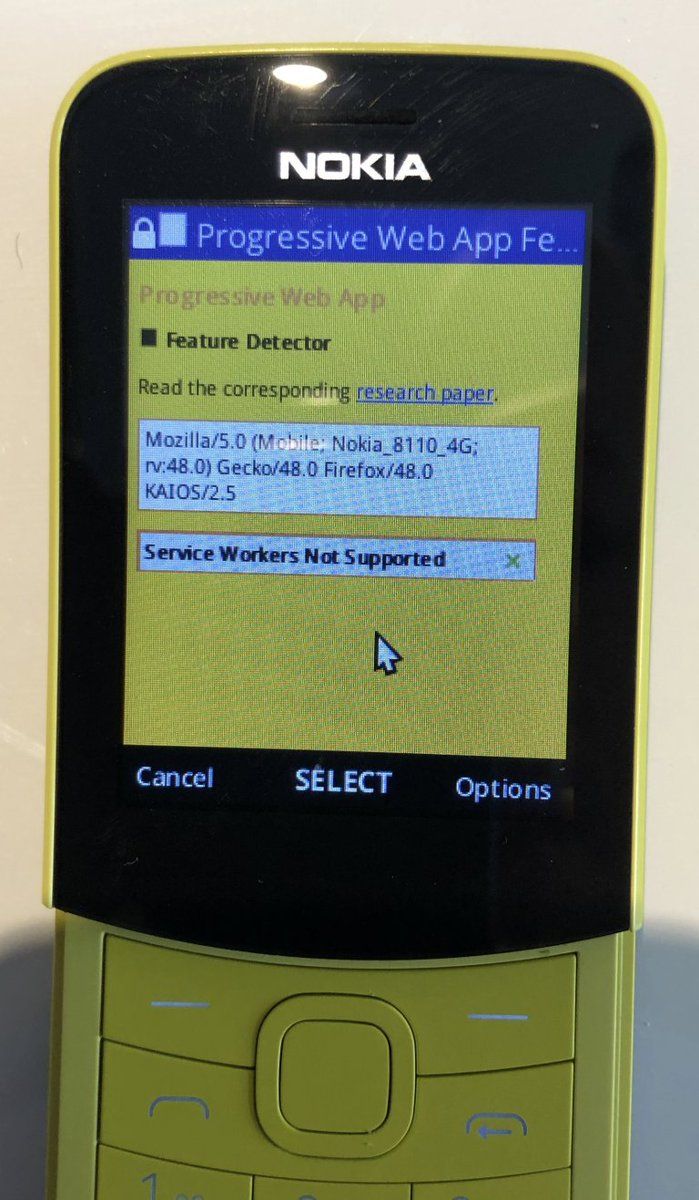 NOKIA
Progressive Web App Fe...
Progressive Web App
Feature Detector
Read the corresponding research paper.
Mozilla/5.0 (Mobile; Nokia_8110_4G;
rv:48.0) Gecko/48.0 Firefox/48.0
KAIOS/2.5
Service Workers Not Supported ×
Cancel SELECT Options
1